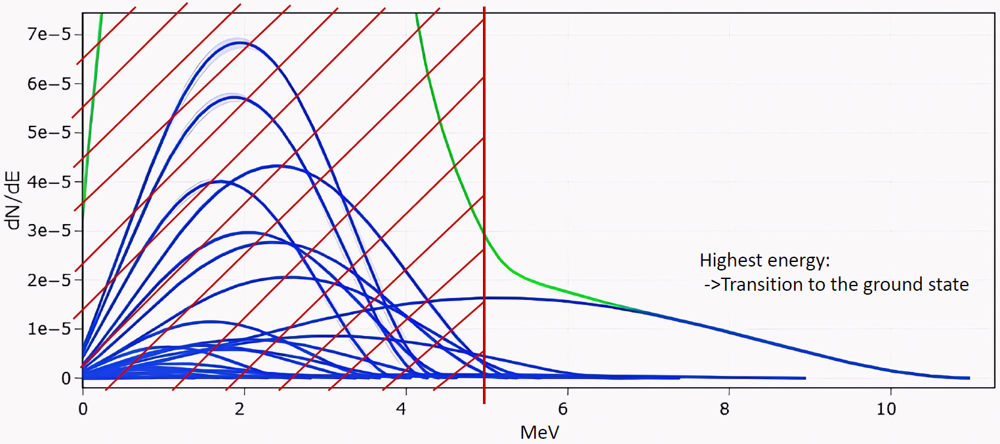 7e−5
6e−5
5e−5
4e−5
3e−5
2e−5
1e−5
0
dN/dE
Highest energy:
->Transition to the ground state
0 2 4 6 8 10
MeV